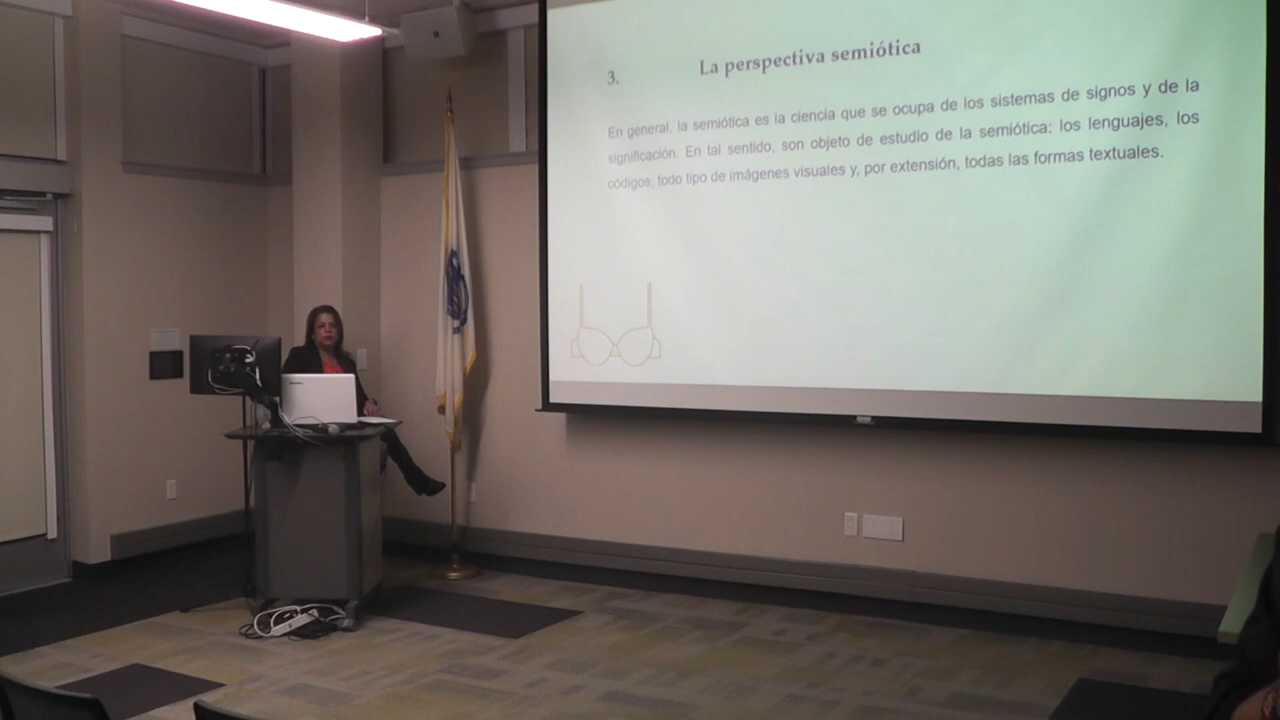 3. La perspectiva semiótica
En general, la semiótica es la ciencia que se ocupa de los sistemas de signos y de la
significación. En tal sentido, son objeto de estudio de la semiótica: los lenguajes, los
códigos, todo tipo de imágenes visuales y, por extensión, todas las formas textuales.